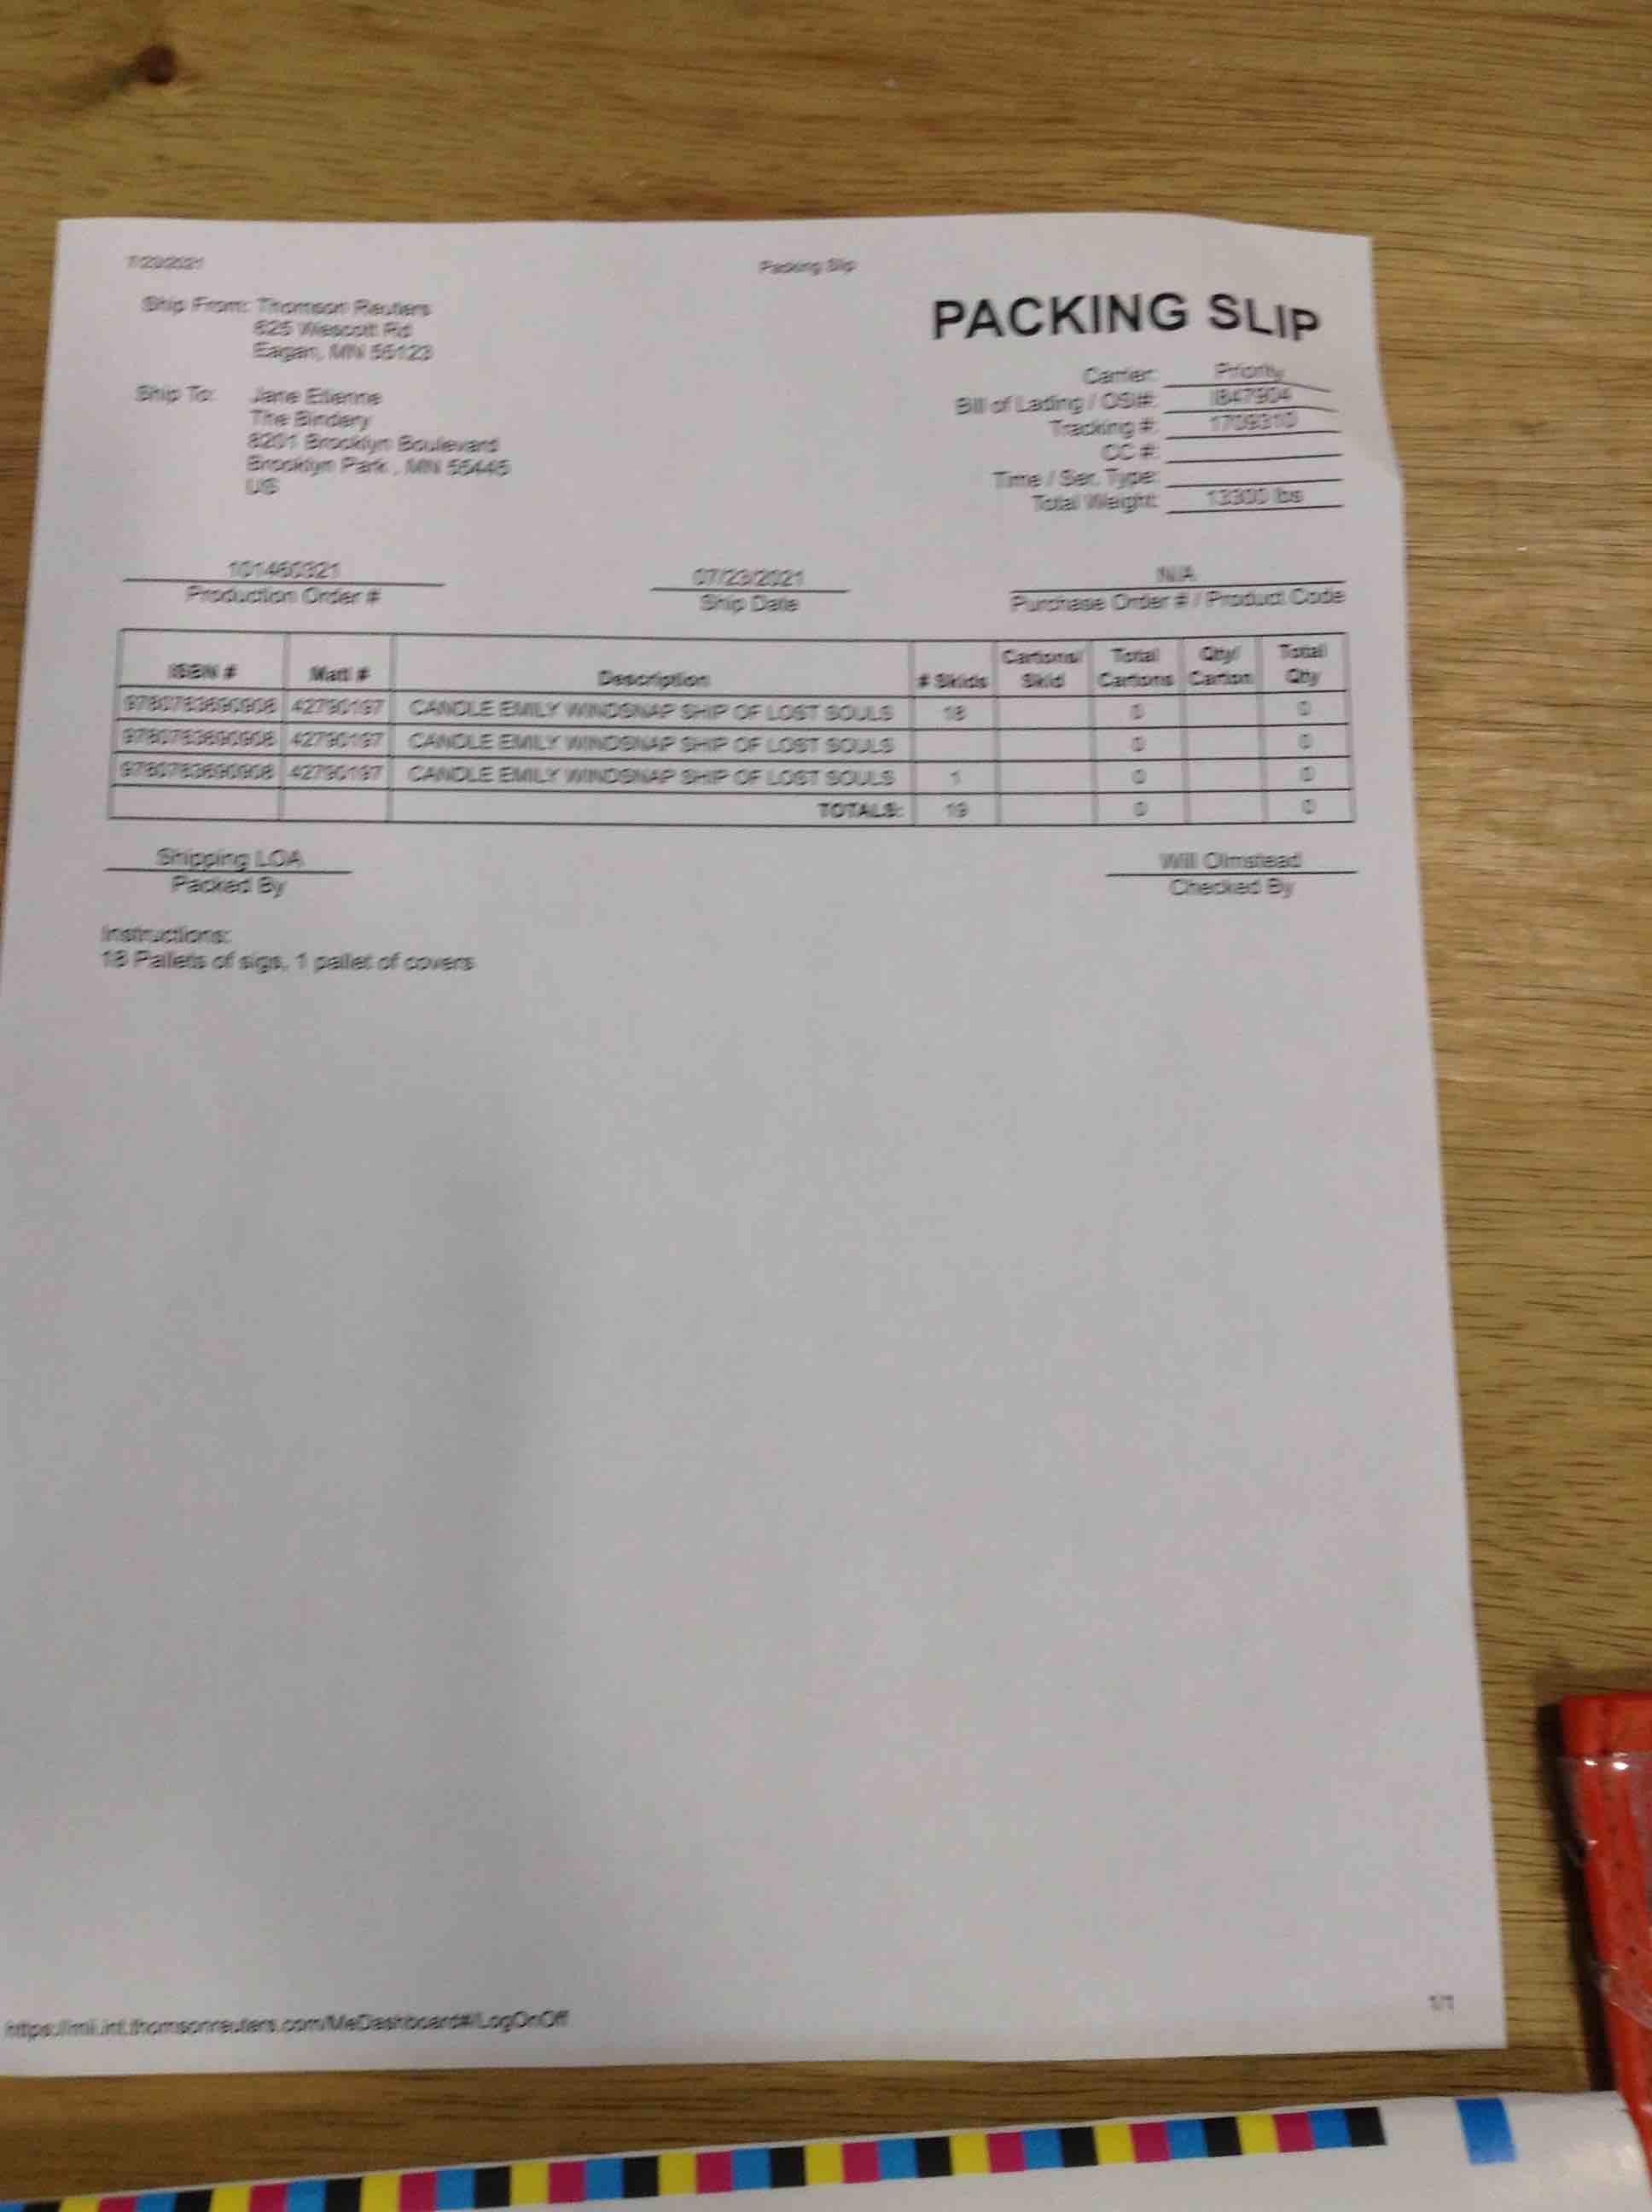 7/23/2021 Packing Slip
PACKING SLIP
Ship From: Thomson Reuters
625 Wescott Rd
Eagan, MN 55123
Ship To: Jane Etienne
The Bindery
8201 Brooklyn Boulevard
Brooklyn Park , MN 55445
US
Carrier: Priority
Bill of Lading / OSI#: I847904
Tracking #: 1709310
CC #:
Time / Ser. Type:
Total Weight: 13300 lbs
101460321 07/23/2021 N/A
Production Order # Ship Date Purchase Order # / Product Code
ISBN # Matl # Description # Skids Cartons/ Skid Total Cartons Qty/ Carton Total Qty
42790197 CANDLE EMILY WINDSNAP SHIP OF LOST SOULS 18 0 0
42790197 CANDLE EMILY WINDSNAP SHIP OF LOST SOULS 0 0
42790197 CANDLE EMILY WINDSNAP SHIP OF LOST SOULS 1 0 0
TOTALS: 19 0 0
Shipping LOA Will Olmstead
Packed By Checked By
Instructions:
18 Pallets of sigs, 1 pallet of covers
https://mii.int.thomsonreuters.com/MeDashboard#/LogOnOff 1/1